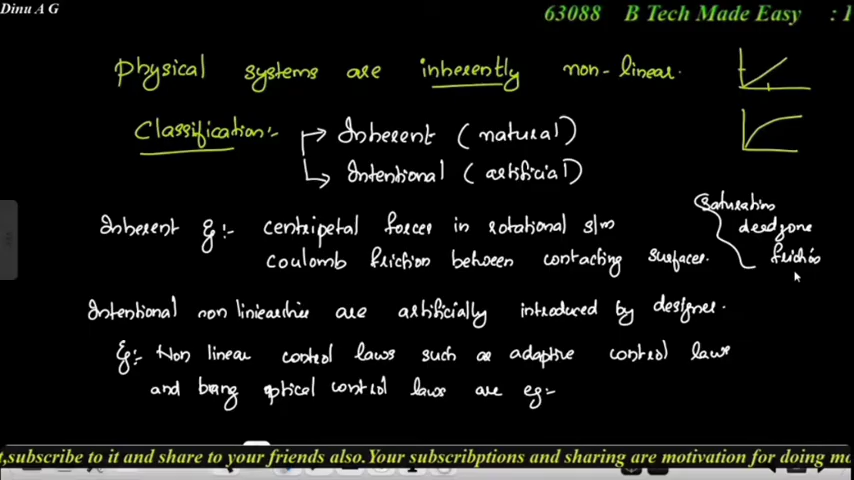 Dinu A G
63088 B Tech Made Easy : 1
Physical systems are inherently non-linear.
Classification:-
Inherent (natural)
Intentional (artificial)
Inherent Eg:- centripetal forces in rotational s/m
coulomb friction between contacting surfaces.
Saturation
deadzone
friction
Intentional non linearities are artificially introduced by designer.
Eg:- Non linear control laws such as adaptive control laws
and bang optical control laws are eg:-
t,subscribe to it and share to your friends also.Your subscribptions and sharing are motivation for doing mo